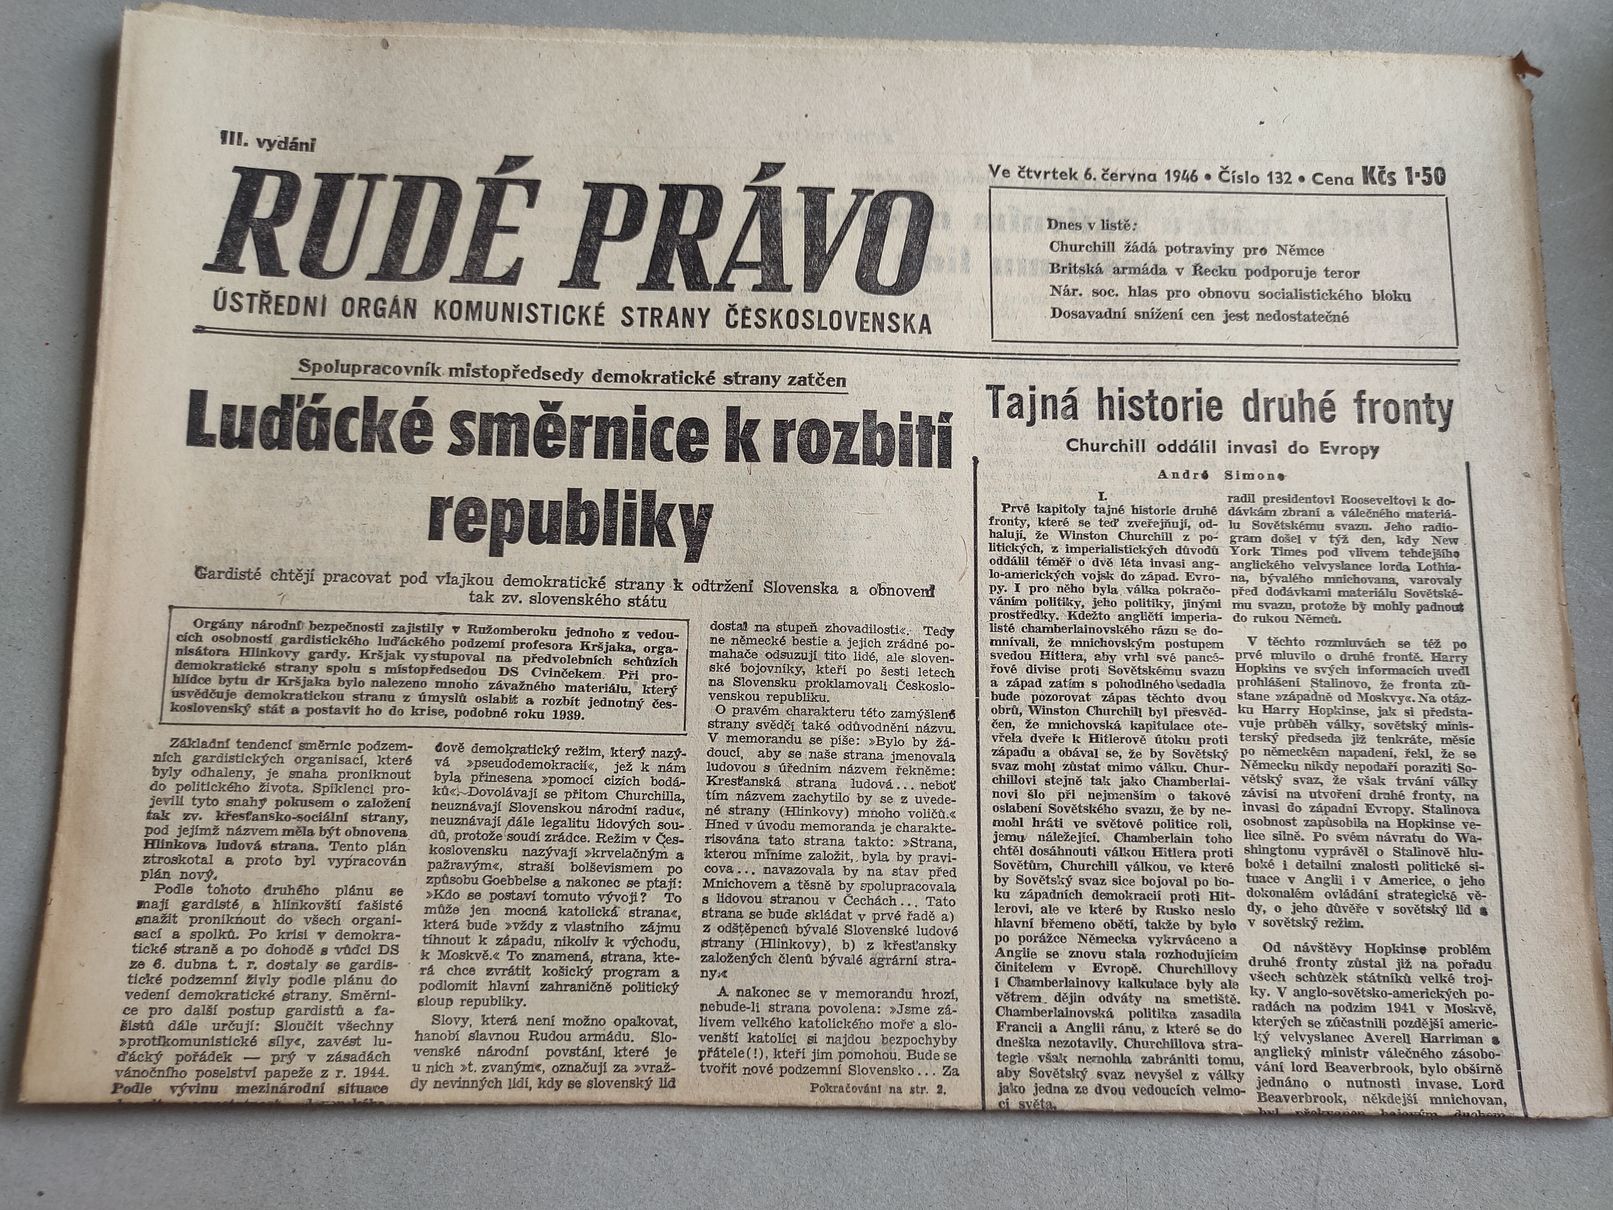 III. vydání
RUDÉ PRÁVO
ÚSTŘEDNÍ ORGÁN KOMUNISTICKÉ STRANY ČESKOSLOVENSKA
Ve čtvrtek 6. června 1946 • Číslo 132 • Cena Kčs 1·50
Dnes v listě:
Churchill žádá potraviny pro Němce
Britská armáda v Řecku podporuje teror
Nár. soc. hlas pro obnovu socialistického bloku
Dosavadní snížení cen jest nedostatečné
Spolupracovník místopředsedy demokratické strany zatčen
Luďácké směrnice k rozbití
republiky
Gardisté chtějí pracovat pod vlajkou demokratické strany k odtržení Slovenska a obnovení
tak zv. slovenského státu
Orgány národní bezpečnosti zajistily v Ružomberoku jednoho z vedou-
cích osobností gardistického luďáckého podzemí profesora Kršjaka, orga-
nisátora Hlinkovy gardy. Kršjak vystupoval na předvolebních schůzích
demokratické strany spolu s místopředsedou DS Cvinčekem. Při pro-
hlídce bytu dr Kršjaka bylo nalezeno mnoho závažného materiálu, který
usvědčuje demokratickou stranu z úmyslů oslabit a rozbít jednotný čes-
koslovenský stát a postavit ho do krise, podobné roku 1939.
Základní tendencí směrnic podzem-
ních gardistických organisací, které
byly odhaleny, je snaha proniknout
do politického života. Spiklenci pro-
jevili tyto snahy pokusem o založení
tak zv. křesťansko-sociální strany,
pod jejímž názvem měla být obnovena
Hlinkova ludová strana. Tento plán
ztroskotal a proto byl vypracován
plán nový.
Podle tohoto druhého plánu se
mají gardisté a hlinkovští fašisté
snažit proniknout do všech organi-
sací a spolků. Po krisi v demokra-
tické straně a po dohodě s vůdci DS
ze 6. dubna t. r. dostaly se gardis-
tické podzemní živly podle plánu do
vedení demokratické strany. Směrni-
ce pro další postup gardistů a fa-
šistů dále určují: Sloučit všechny
»protikomunistické síly«, zavést lu-
ďácký pořádek — prý v zásadách
vánočního poselství papeže z r. 1944.
Podle vývinu mezinárodní situace
dově demokratický režim, který nazý-
vá »pseudodemokracií«, jež k nám
byla přinesena »pomocí cizích bodá-
ků«. Dovolávají se přitom Churchilla,
neuznávají Slovenskou národní radu«,
neuznávají dále legalitu lidových sou-
dů, protože soudí zrádce. Režim v Čes-
koslovensku nazývají »krvelačným a
pažravým«, straší bolševismem po
způsobu Goebbelse a nakonec se ptají:
»Kdo se postaví tomuto vývoji? To
může jen mocná katolická strana«,
která bude »vždy z vlastního zájmu
tíhnout k západu, nikoliv k východu,
k Moskvě.« To znamená, strana, kte-
rá chce zvrátit košický program a
podlomit hlavní zahraničně politický
sloup republiky.
Slovy, která není možno opakovat,
hanobí slavnou Rudou armádu. Slo-
venské národní povstání, které je
u nich »t. zvaným«, označují za »vraž-
dy nevinných lidí, kdy se slovenský lid
dostal na stupeň zhovadilosti«. Tedy
ne německé bestie a jejich zrádné po-
mahače odsuzují tito lidé, ale sloven-
ské bojovníky, kteří po šesti letech
na Slovensku proklamovali Českoslo-
venskou republiku.
O pravém charakteru této zamýšlené
strany svědčí také odůvodnění názvu.
V memorandu se píše: »Bylo by žá-
doucí, aby se naše strana jmenovala
ludovou s úředním názvem řekněme:
Kresťanská strana ludová... neboť
tím názvem zachytilo by se z uvede-
né strany (Hlinkovy) mnoho voličů.«
Hned v úvodu memoranda je charakte-
risována tato strana takto: »Strana,
kterou míníme založit, byla by pravi-
cova... navazovala by na stav před
Mnichovem a těsně by spolupracovala
s lidovou stranou v Čechách... Tato
strana se bude skládat v prvé řadě a)
z odštěpenců bývalé Slovenské ludové
strany (Hlinkovy), b) z křesťansky
založených členů bývalé agrární stra-
ny.«
A nakonec se v memorandu hrozí,
nebude-li strana povolena: »Jsme zá-
livem velkého katolického moře a slo-
venští katolíci si najdou bezpochyby
přátele(!), kteří jim pomohou. Bude se
tvořit nové podzemní Slovensko... Za
Pokračování na str. 2.
Tajná historie druhé fronty
Churchill oddálil invasi do Evropy
André Simone
I.
Prvé kapitoly tajné historie druhé
fronty, které se teď zveřejňují, od-
halují, že Winston Churchill z po-
litických, z imperialistických důvodů
oddálil téměř o dvě léta invasi ang-
lo-amerických vojsk do západ. Evro-
py. I pro něho byla válka pokračo-
váním politiky, jeho politiky, jinými
prostředky. Kdežto angličtí imperia-
listé chamberlainovského rázu se do-
mnívali, že mnichovským postupem
svedou Hitlera, aby vrhl své pancé-
řové divise proti Sovětskému svazu
a západ zatím s pohodlného sedadla
bude pozorovat zápas těchto dvou
obrů, Winston Churchill byl přesvěd-
čen, že mnichovská kapitulace ote-
vřela dveře k Hitlerově útoku proti
západu a obával se, že by Sovětský
svaz mohl zůstat mimo válku. Chur-
chillovi stejně tak jako Chamberlai-
novi šlo při nejmenším o takové
oslabení Sovětského svazu, že by ne-
mohl hráti ve světové politice roli,
jemu náležející. Chamberlain toho
chtěl dosáhnouti válkou Hitlera proti
Sovětům, Churchill válkou, ve které
by Sovětský svaz sice bojoval po bo-
ku západních demokracií proti Hit-
lerovi, ale ve které by Rusko neslo
hlavní břemeno obětí, takže by bylo
po porážce Německa vykrváceno a
Anglie se znovu stala rozhodujícím
činitelem v Evropě. Churchillovy
i Chamberlainovy kalkulace byly ale
větrem dějin odváty na smetiště.
Chamberlainovská politika zasadila
Francii a Anglii ránu, z které se do
dneška nezotavily. Churchillova stra-
tegie však nemohla zabrániti tomu,
aby Sovětský svaz nevyšel z války
jako jedna ze dvou vedoucích velmo-
cí světa.
radil presidentovi Rooseveltovi k do-
dávkám zbraní a válečného materiá-
lu Sovětskému svazu. Jeho radio-
gram došel v týž den, kdy New
York Times pod vlivem tehdejšího
anglického velvyslance lorda Lothia-
na, bývalého mnichovana, varovaly
před dodávkami materiálu Sovětské-
mu svazu, protože by mohly padnout
do rukou Němců.
V těchto rozmluvách se též po
prvé mluvilo o druhé frontě. Harry
Hopkins ve svých informacích uvedl
prohlášení Stalinovo, že fronta zů-
stane »západně od Moskvy«. Na otáz-
ku Harry Hopkinse, jak si předsta-
vuje průběh války, sovětský minis-
terský předseda již tenkráte, měsíc
po německém napadení, řekl, že se
Německu nikdy nepodaří poraziti So-
větský svaz, že však trvání války
závisí na utvoření druhé fronty, na
invasi do západní Evropy. Stalinova
osobnost zapůsobila na Hopkinse ve-
lice silně. Po svém návratu do Wa-
shingtonu vyprávěl o Stalinově hlu-
boké i detailní znalosti politické si-
tuace v Anglii i v Americe, o jeho
dokonalém ovládání strategické vě-
dy, o jeho důvěře v sovětský lid a
v sovětský režim.
Od návštěvy Hopkinse problém
druhé fronty zůstal již na pořadu
všech schůzek státníků velké troj-
ky. V anglo-sovětsko-amerických po-
radách na podzim 1941 v Moskvě,
kterých se zúčastnili pozdější americ-
ký velvyslanec Averell Harriman a
anglický ministr válečného zásobo-
vání lord Beaverbrook, bylo obšírně
jednáno o nutnosti invase. Lord
Beaverbrook, někdejší mnichovan,